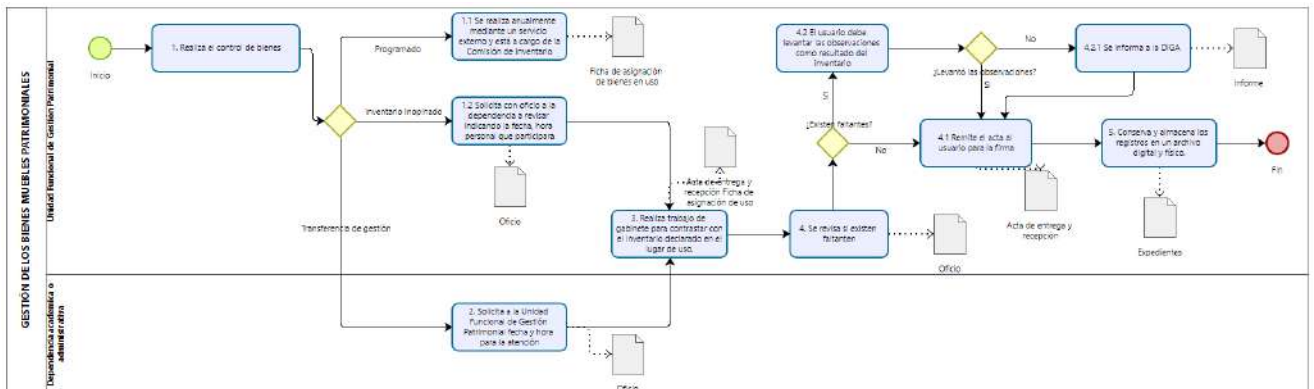 GESTIÓN DE LOS BIENES MUEBLES PATRIMONIALES
Unidad Funcional de Gestión Patrimonial
Inicio
1. Realiza el control de bienes
Programado
1.1 Se realiza anualmente
mediante un servicio
externo y está a cargo de la
Comisión de Inventario
Ficha de asignación
de bienes en uso
Inventario Inopinado
1.2 Solicita con oficio a la
dependencia a revisar
indicando la fecha, hora
personal que participara
Oficio
Transferencia de gestión
Acta de entrega y
recepción Ficha de
asignación de uso
3. Realiza trabajo de
gabinete para contrastar con
el inventario declarado en el
lugar de uso.
4. Se revisa si existen
faltanten
Oficio
¿Existen faltantes?
Si
No
4.2 El usuario debe
levantar las observaciones
como resultado del
inventario
¿Levantó las observaciones?
No
Si
4.2.1 Se informa a la DIGA
Informe
4.1 Remite el acta al
usuario para la firma
Acta de entrega y
recepción
5. Conserva y almacena los
registros en un archivo
digital y físico.
Expedientes
Fin
Dependencia académica o
administrativa
2. Solicita a la Unidad
Funcional de Gestión
Patrimonial fecha y hora
para la atención
Oficio